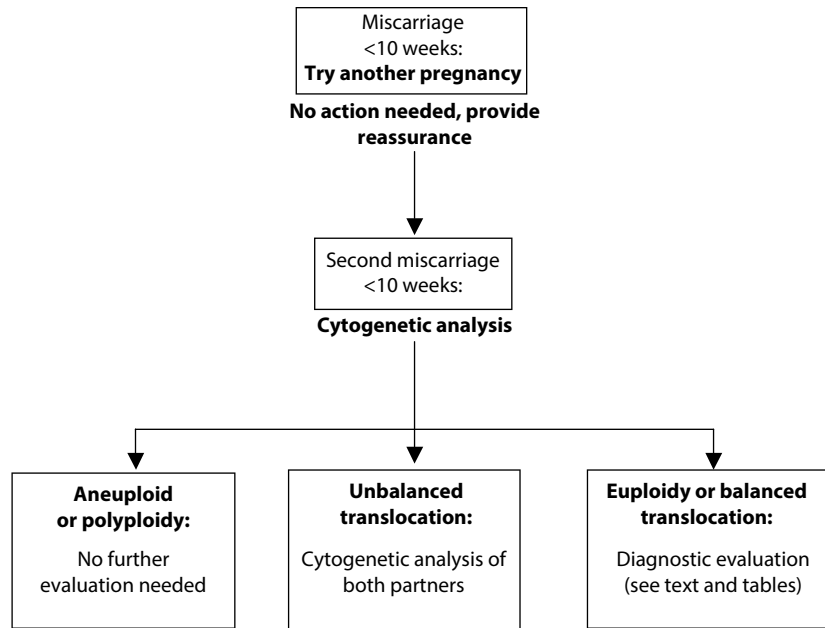 Miscarriage
<10 weeks:
Try another pregnancy
No action needed, provide
reassurance
Second miscarriage
<10 weeks:
Cytogenetic analysis
Aneuploid
or polyploidy:
No further
evaluation needed
Unbalanced
translocation:
Cytogenetic analysis of
both partners
Euploidy or balanced
translocation:
Diagnostic evaluation
(see text and tables)